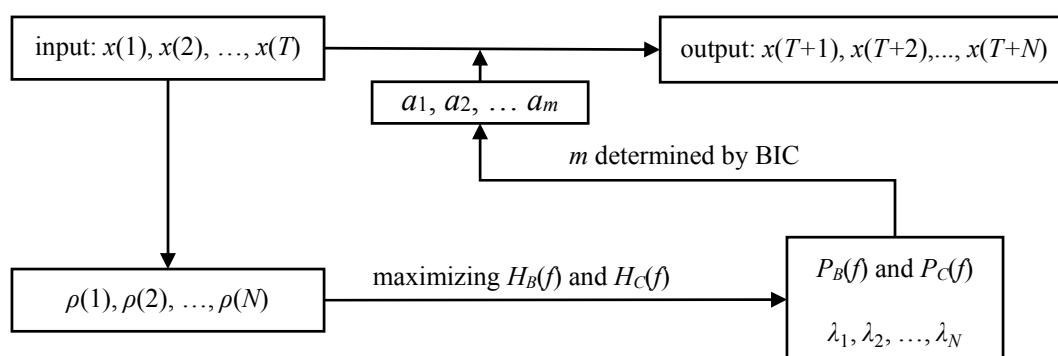 input: x(1), x(2), …, x(T)
output: x(T+1), x(T+2),..., x(T+N)
a1, a2, … am
m determined by BIC
ρ(1), ρ(2), …, ρ(N)
maximizing HB(f) and HC(f)
PB(f) and PC(f)
λ1, λ2, …, λN